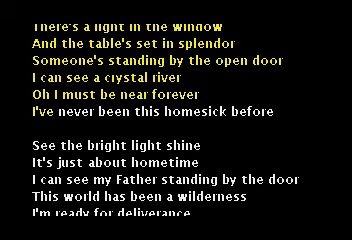 There's a light in the window
And the table's set in splendor
Someone's standing by the open door
I can see a crystal river
Oh I must be near forever
I've never been this homesick before
See the bright light shine
It's just about hometime
I can see my Father standing by the door
This world has been a wilderness
I'm ready for deliverance